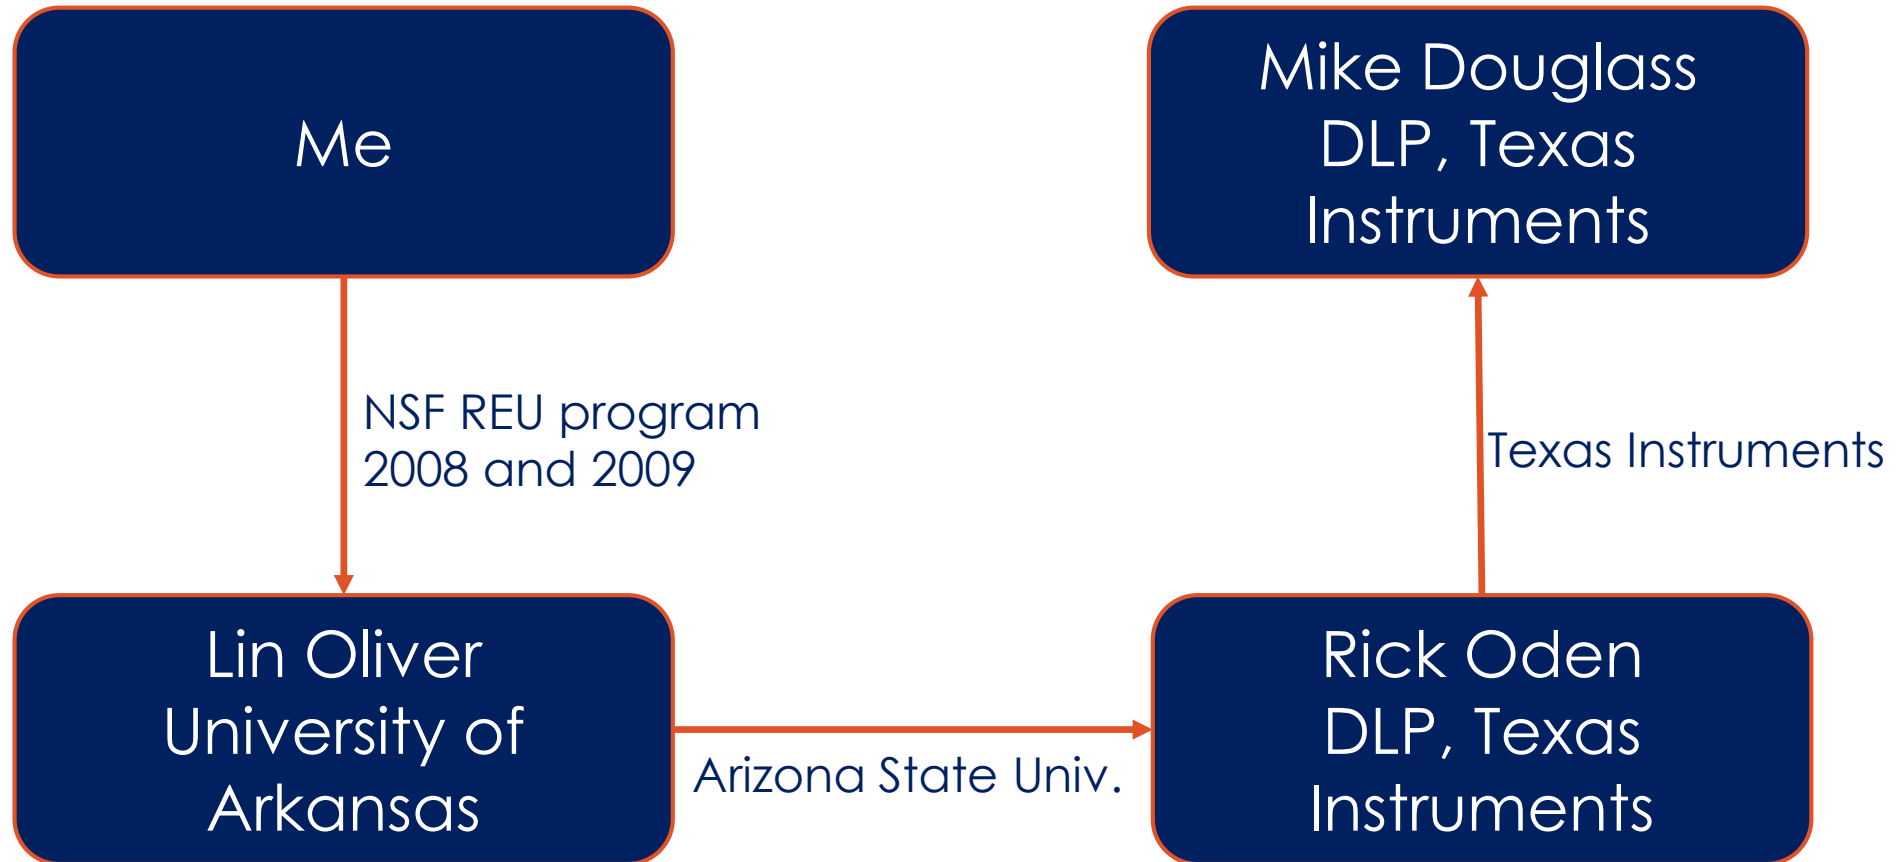 Me
Mike Douglass
DLP, Texas
Instruments
NSF REU program
2008 and 2009
Texas Instruments
Lin Oliver
University of
Arkansas
Arizona State Univ.
Rick Oden
DLP, Texas
Instruments